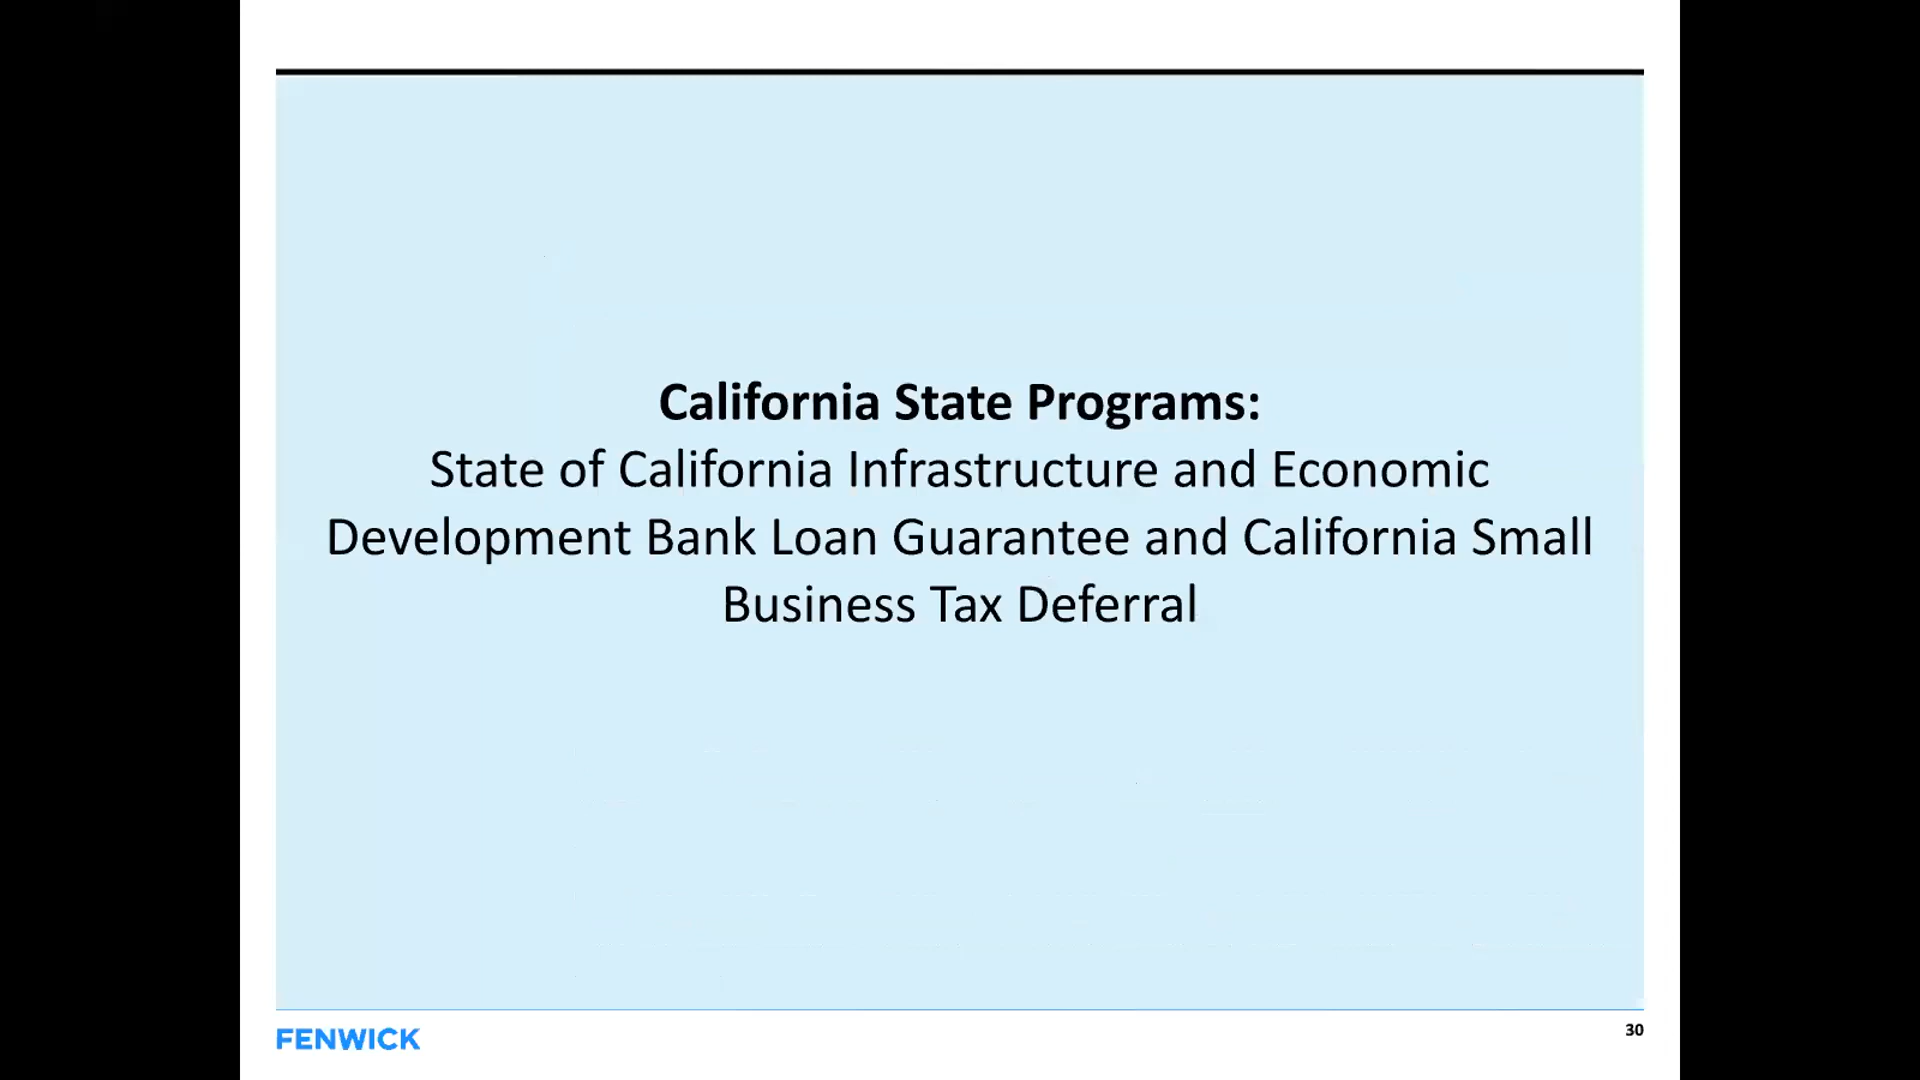 California State Programs:
State of California Infrastructure and Economic
Development Bank Loan Guarantee and California Small
Business Tax Deferral
FENWICK
30